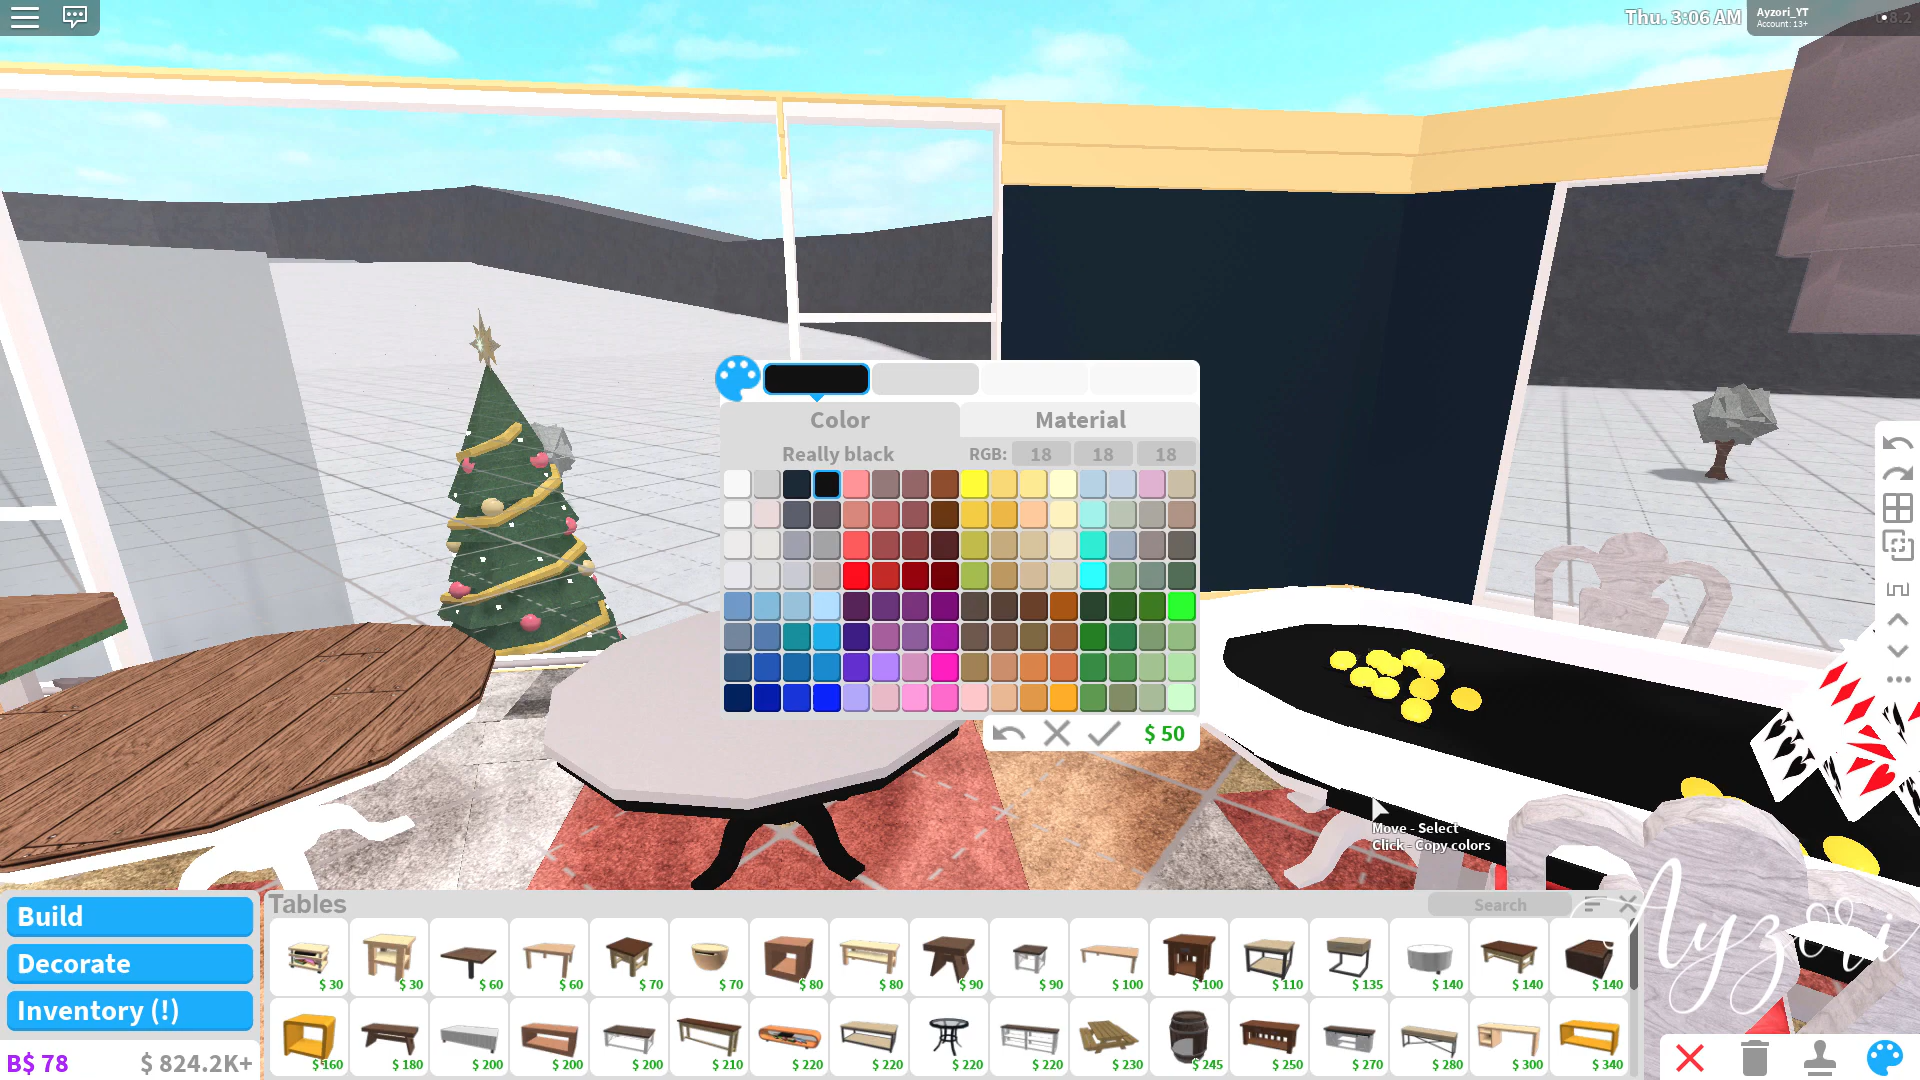 Thu. 3:06 AM
Ayzori_YT
Account: 13+
Color
Material
Really black
RGB: 18 18 18
$ 50
Move - Select
Click - Copy colors
Ayzori
Build
Decorate
Inventory (!)
B$ 78
$ 824.2K+
Tables
Search
$ 30 $ 30 $ 60 $ 60 $ 70 $ 70 $ 80 $ 80 $ 90 $ 90 $ 100 $ 100 $ 110 $ 135 $ 140 $ 140 $ 140
$ 160 $ 180 $ 200 $ 200 $ 200 $ 210 $ 220 $ 220 $ 220 $ 220 $ 230 $ 245 $ 250 $ 270 $ 280 $ 300 $ 340